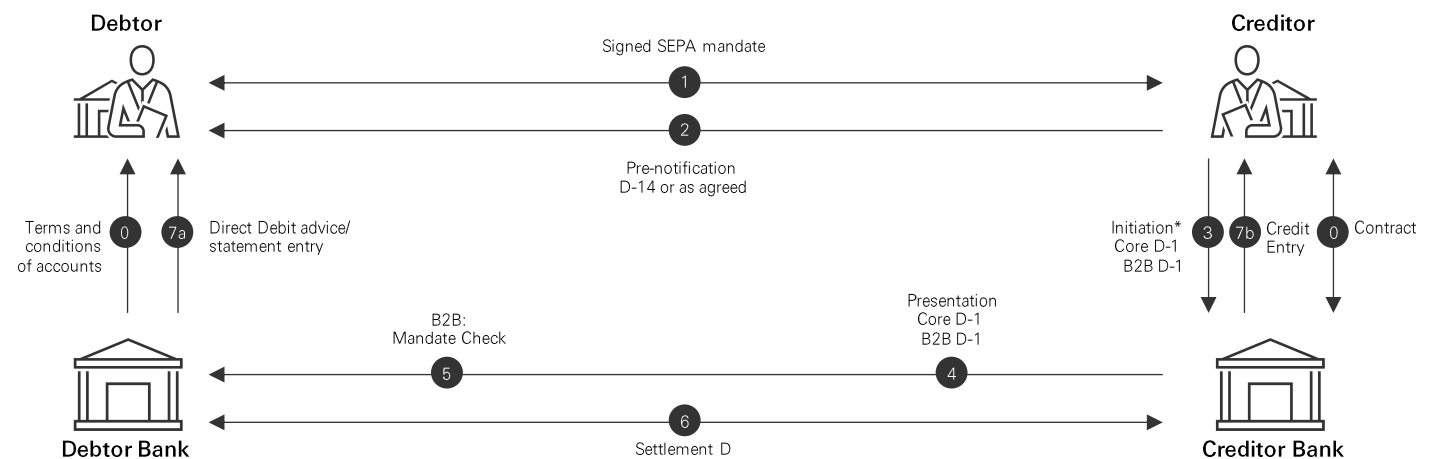 Debtor
Creditor
Signed SEPA mandate
1
2
Pre-notification
D-14 or as agreed
Terms and
conditions
of accounts
0
7a
Direct Debit advice/
statement entry
Initiation*
Core D-1
B2B D-1
3
7b
Credit
Entry
0
Contract
B2B:
Mandate Check
Presentation
Core D-1
B2B D-1
5
4
6
Settlement D
Debtor Bank
Creditor Bank